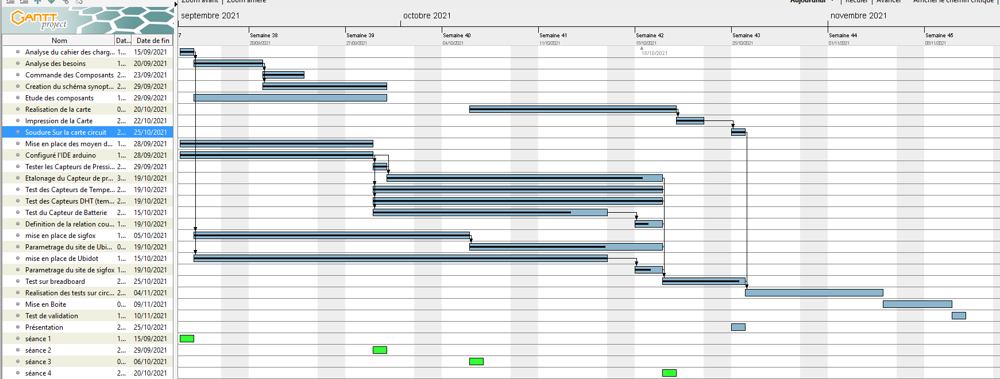 Zoom avant | Zoom arrière
Aujourd'hui | Reculer | Avancer Afficher le chemin critique
GANTT
project
septembre 2021 octobre 2021 novembre 2021
Nom Dat... Date de fin
7 Semaine 38 Semaine 39 Semaine 40 Semaine 41 Semaine 42 Semaine 43 Semaine 44 Semaine 45
20/09/2021 27/09/2021 04/10/2021 11/10/2021 18/10/2021 25/10/2021 01/11/2021 08/11/2021
18/10/2021
Analyse du cahier des charg... 1... 15/09/2021
Analyse des besoins 1... 20/09/2021
Commande des Composants 2... 23/09/2021
Creation du schéma synopt... 2... 29/09/2021
Etude des composants 1... 29/09/2021
Realisation de la carte 0... 20/10/2021
Impression de la Carte 2... 22/10/2021
Soudure Sur la carte circuit 2... 25/10/2021
Mise en place des moyen d... 1... 28/09/2021
Configuré l'IDE arduino 1... 28/09/2021
Tester les Capteurs de Pressi... 2... 29/09/2021
Etalonage du Capteur de pr... 3... 19/10/2021
Test des Capteurs de Tempe... 2... 19/10/2021
Test des Capteurs DHT (tem... 2... 19/10/2021
Test du Capteur de Batterie 2... 15/10/2021
Definition de la relation cou... 1... 19/10/2021
mise en place de sigfox 1... 05/10/2021
Parametrage du site de Ubi... 0... 19/10/2021
mise en place de Ubidot 1... 15/10/2021
Parametrage du site de sigfox 1... 19/10/2021
Test sur breadboard 2... 25/10/2021
Realisation des tests sur circ... 2... 04/11/2021
Mise en Boite 0... 09/11/2021
Test de validation 1... 10/11/2021
Présentation 2... 25/10/2021
séance 1 1... 15/09/2021
séance 2 2... 29/09/2021
séance 3 0... 06/10/2021
séance 4 2... 20/10/2021